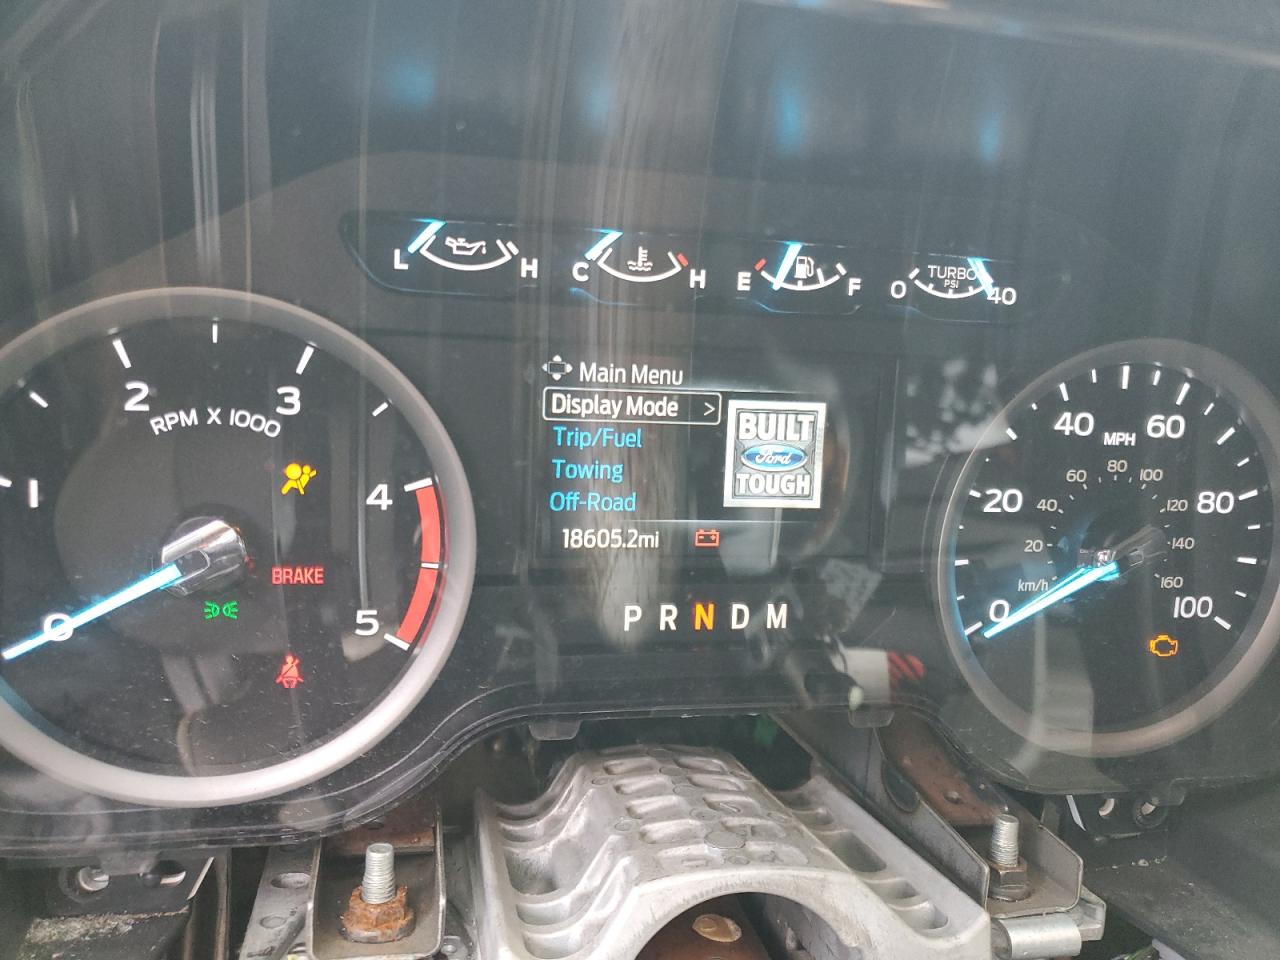 L H
C H
E F
0 TURBO PSI 40
Main Menu
Display Mode >
Trip/Fuel
Towing
Off-Road
18605.2mi
BUILT
Ford
TOUGH
P R N D M
0 1 2 3 4 5
RPM X 1000
BRAKE
0 20 40 60 80 100
MPH
20 40 60 80 100 120 140 160
km/h